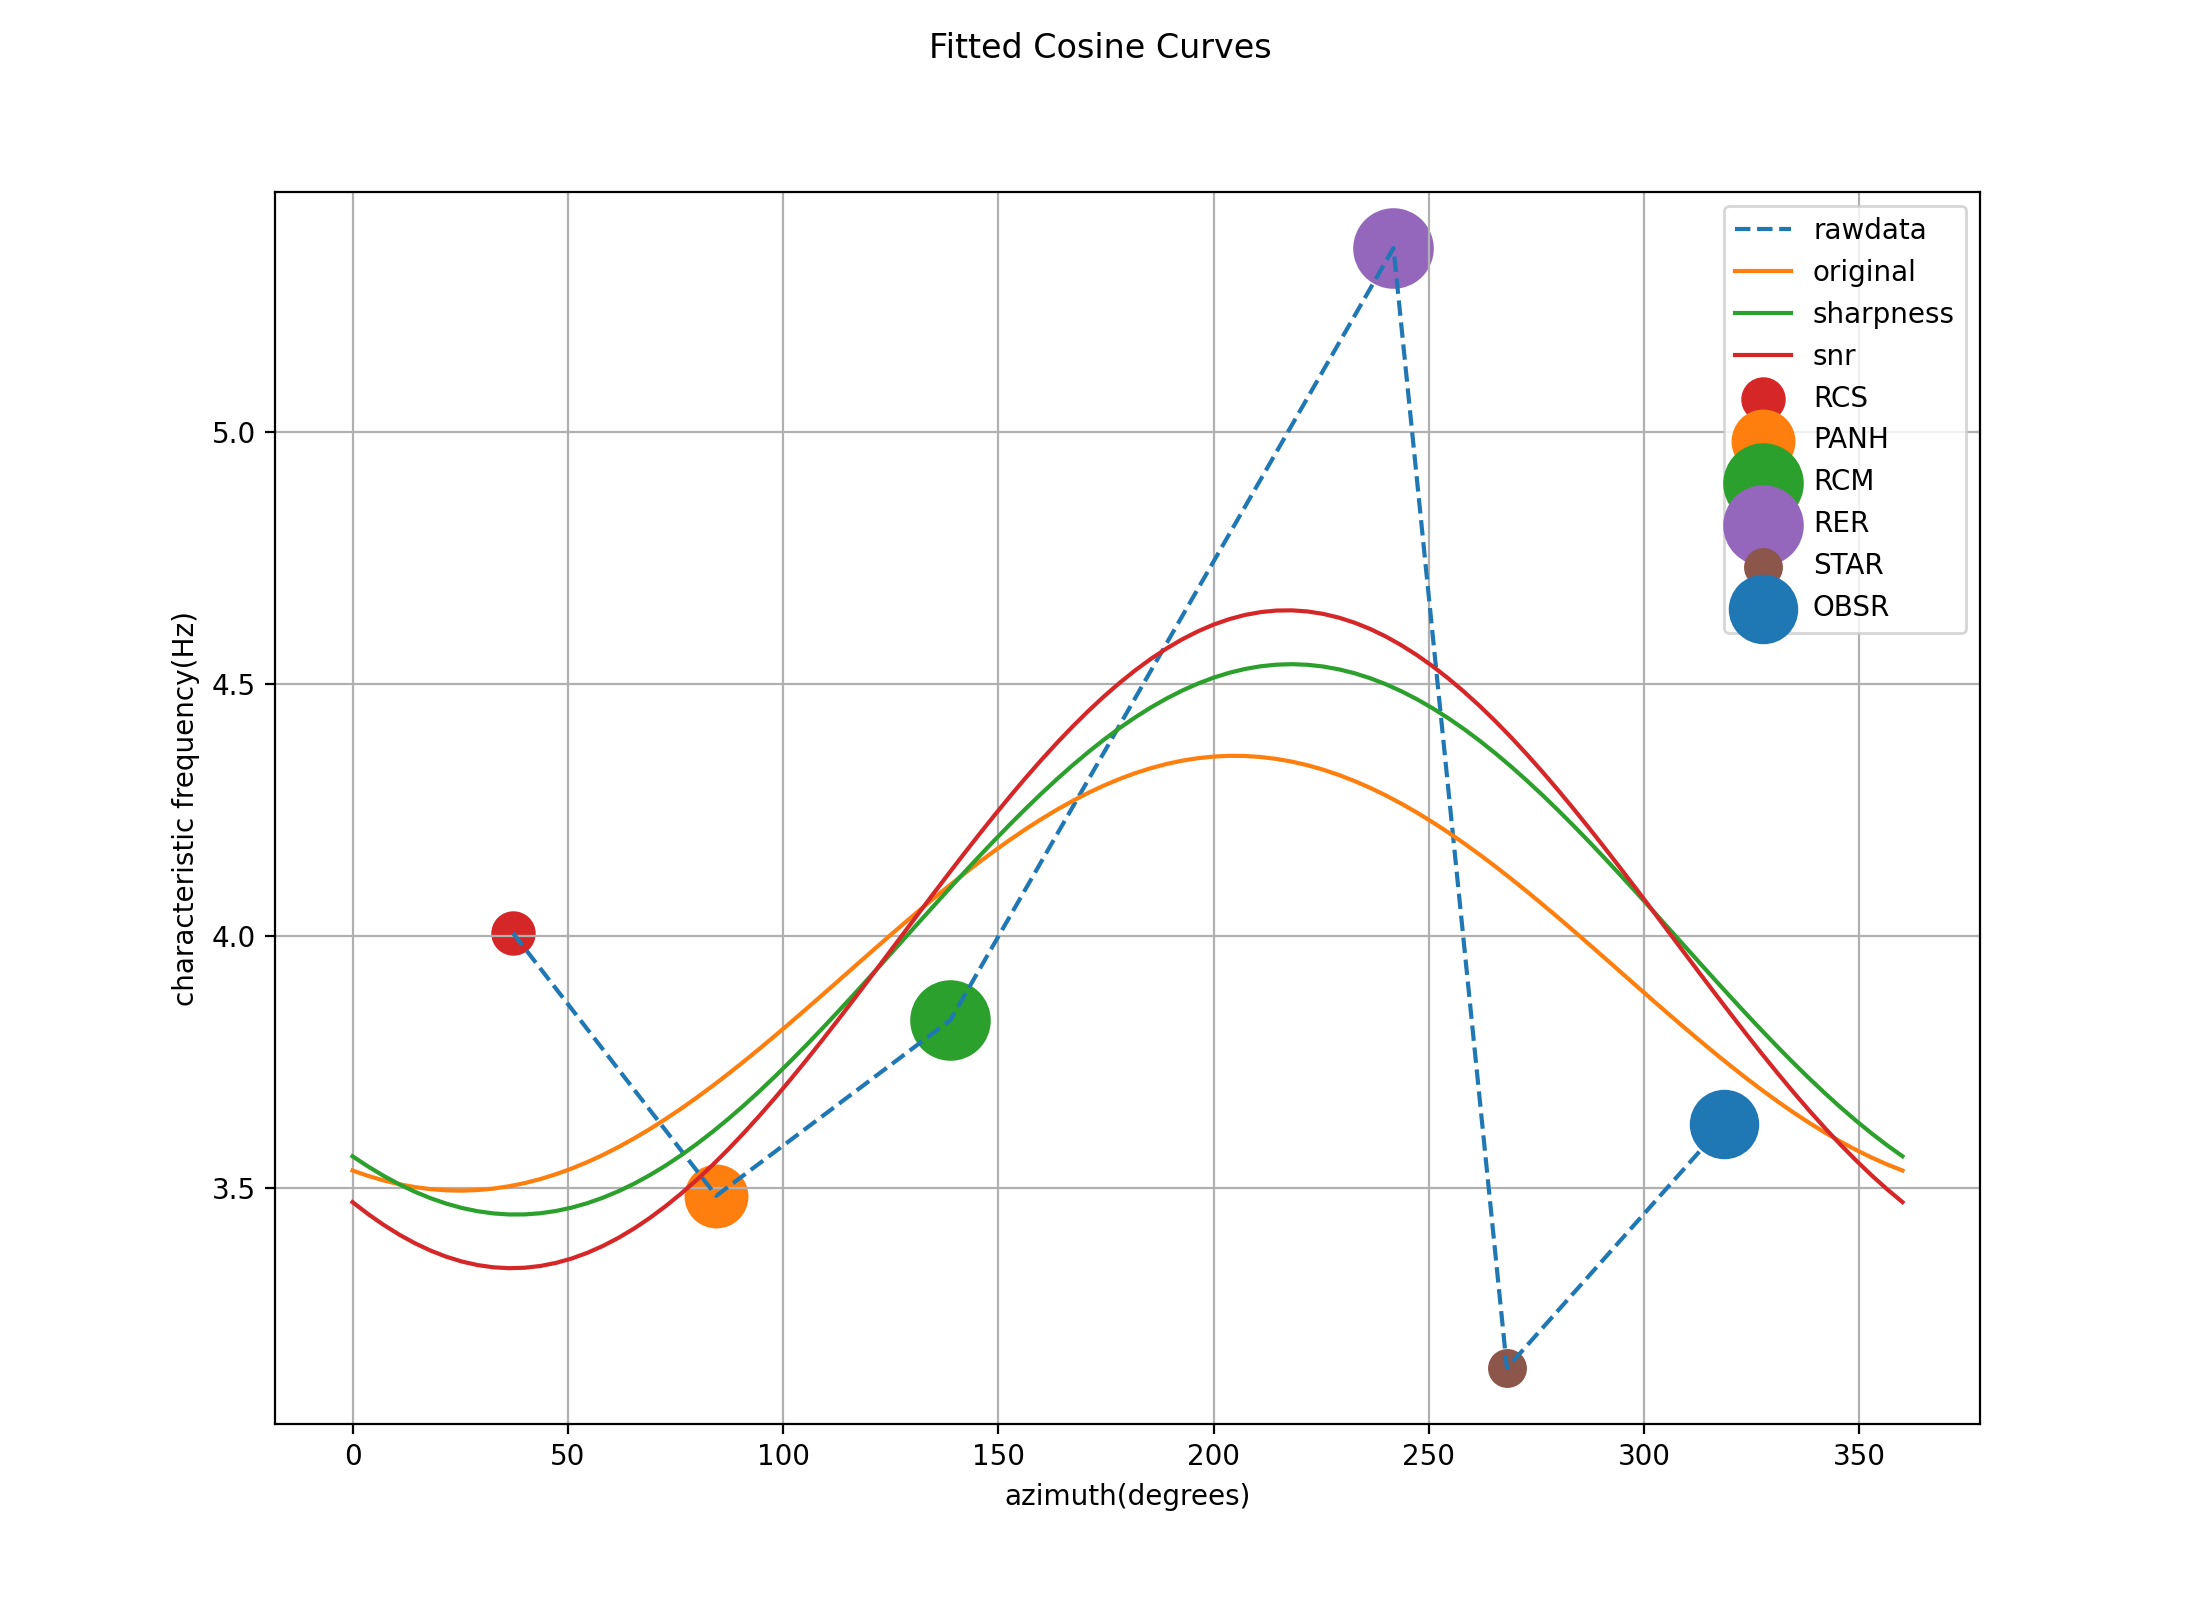 Fitted Cosine Curves
rawdata
original
sharpness
snr
RCS
PANH
RCM
RER
STAR
OBSR
characteristic frequency(Hz)
5.0
4.5
4.0
3.5
0 50 100 150 200 250 300 350
azimuth(degrees)